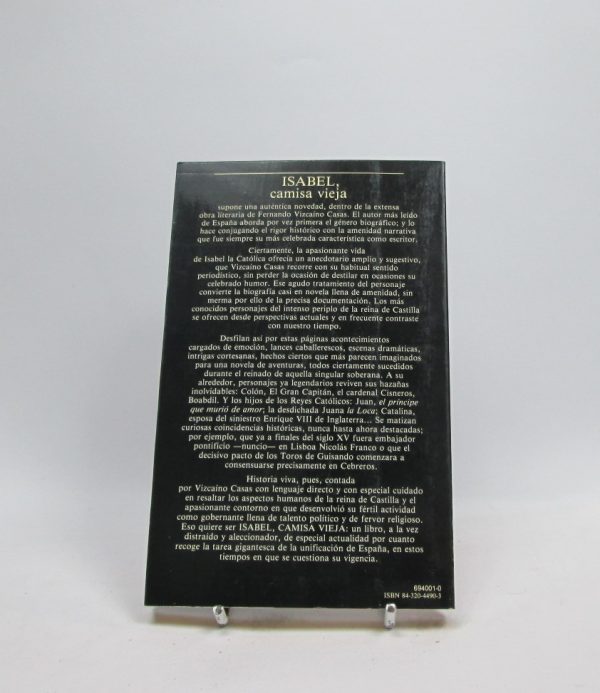 ISABEL,
camisa vieja
supone una auténtica novedad, dentro de la extensa
obra literaria de Fernando Vizcaíno Casas. El autor más leído
de España aborda por vez primera el género biográfico; y lo
hace conjugando el rigor histórico con la amenidad narrativa
que fue siempre su más celebrada característica como escritor.
Ciertamente, la apasionante vida
de Isabel la Católica ofrecía un anecdotario amplio y sugestivo,
que Vizcaíno Casas recorre con su habitual sentido
periodístico, sin perder la ocasión de destilar en ocasiones su
celebrado humor. Ese agudo tratamiento del personaje
convierte la biografía casi en novela llena de amenidad, sin
merma por ello de la precisa documentación. Los más
conocidos personajes del intenso periplo de la reina de Castilla
se ofrecen desde perspectivas actuales y en frecuente contraste
con nuestro tiempo.
Desfilan así por estas páginas acontecimientos
cargados de emoción, lances caballerescos, escenas dramáticas,
intrigas cortesanas, hechos ciertos que más parecen imaginados
para una novela de aventuras, todos ciertamente sucedidos
durante el reinado de aquella singular soberana. A su
alrededor, personajes ya legendarios reviven sus hazañas
inolvidables: Colón, El Gran Capitán, el cardenal Cisneros,
Boabdil. Y los hijos de los Reyes Católicos: Juan, el príncipe
que murió de amor; la desdichada Juana la Loca; Catalina,
esposa del siniestro Enrique VIII de Inglaterra... Se matizan
curiosas coincidencias históricas, nunca hasta ahora destacadas;
por ejemplo, que ya a finales del siglo XV fuera embajador
pontificio —nuncio— en Lisboa Nicolás Franco o que el
decisivo pacto de los Toros de Guisando comenzara a
consensuarse precisamente en Cebreros.
Historia viva, pues, contada
por Vizcaíno Casas con lenguaje directo y con especial cuidado
en resaltar los aspectos humanos de la reina de Castilla y el
apasionante contorno en que desenvolvió su fértil actividad
como gobernante llena de talento político y de fervor religioso.
Eso quiere ser ISABEL, CAMISA VIEJA: un libro, a la vez
distraído y aleccionador, de especial actualidad por cuanto
recoge la tarea gigantesca de la unificación de España, en estos
tiempos en que se cuestiona su vigencia.
694001-0
ISBN 84-320-4490-3